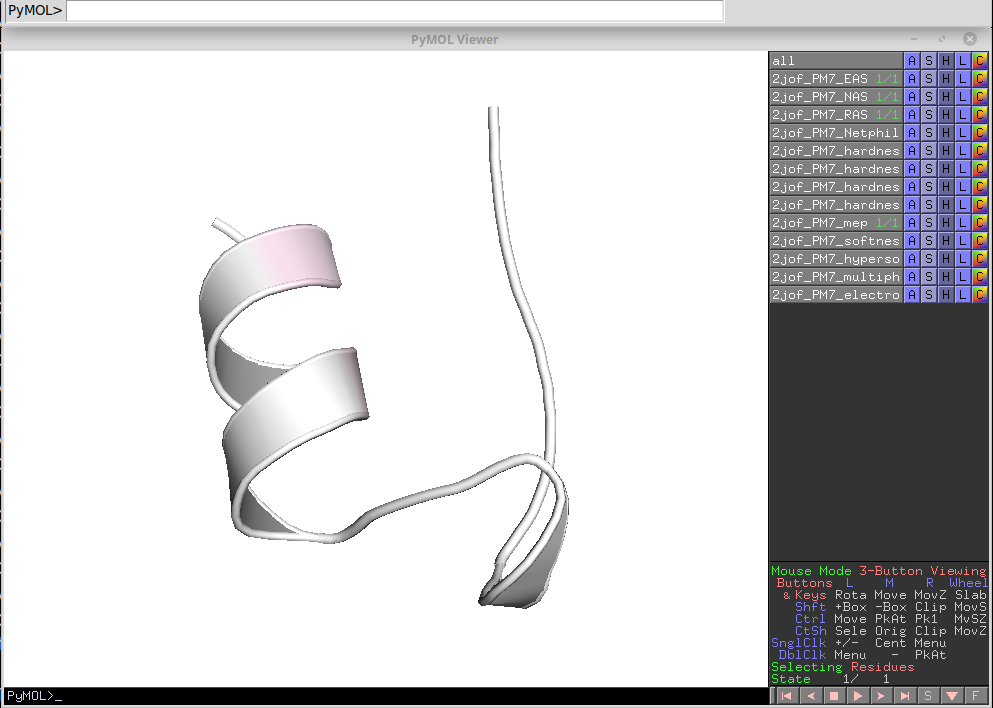 PyMOL>
PyMOL Viewer
all A S H L C
2jof_PM7_EAS 1/1 A S H L C
2jof_PM7_NAS 1/1 A S H L C
2jof_PM7_RAS 1/1 A S H L C
2jof_PM7_Netphil A S H L C
2jof_PM7_hardnes A S H L C
2jof_PM7_hardnes A S H L C
2jof_PM7_hardnes A S H L C
2jof_PM7_hardnes A S H L C
2jof_PM7_mep 1/1 A S H L C
2jof_PM7_softnes A S H L C
2jof_PM7_hyperso A S H L C
2jof_PM7_multiph A S H L C
2jof_PM7_electro A S H L C
Mouse Mode 3-Button Viewing
Buttons L M R Wheel
& Keys Rota Move MovZ Slab
Shft +Box -Box Clip MovS
Ctrl Move PkAt Pk1 MvSZ
CtSh Sele Orig Clip MovZ
SnglClk +/- Cent Menu
DblClk Menu - PkAt
Selecting Residues
State 1/ 1
PyMOL>_
S F